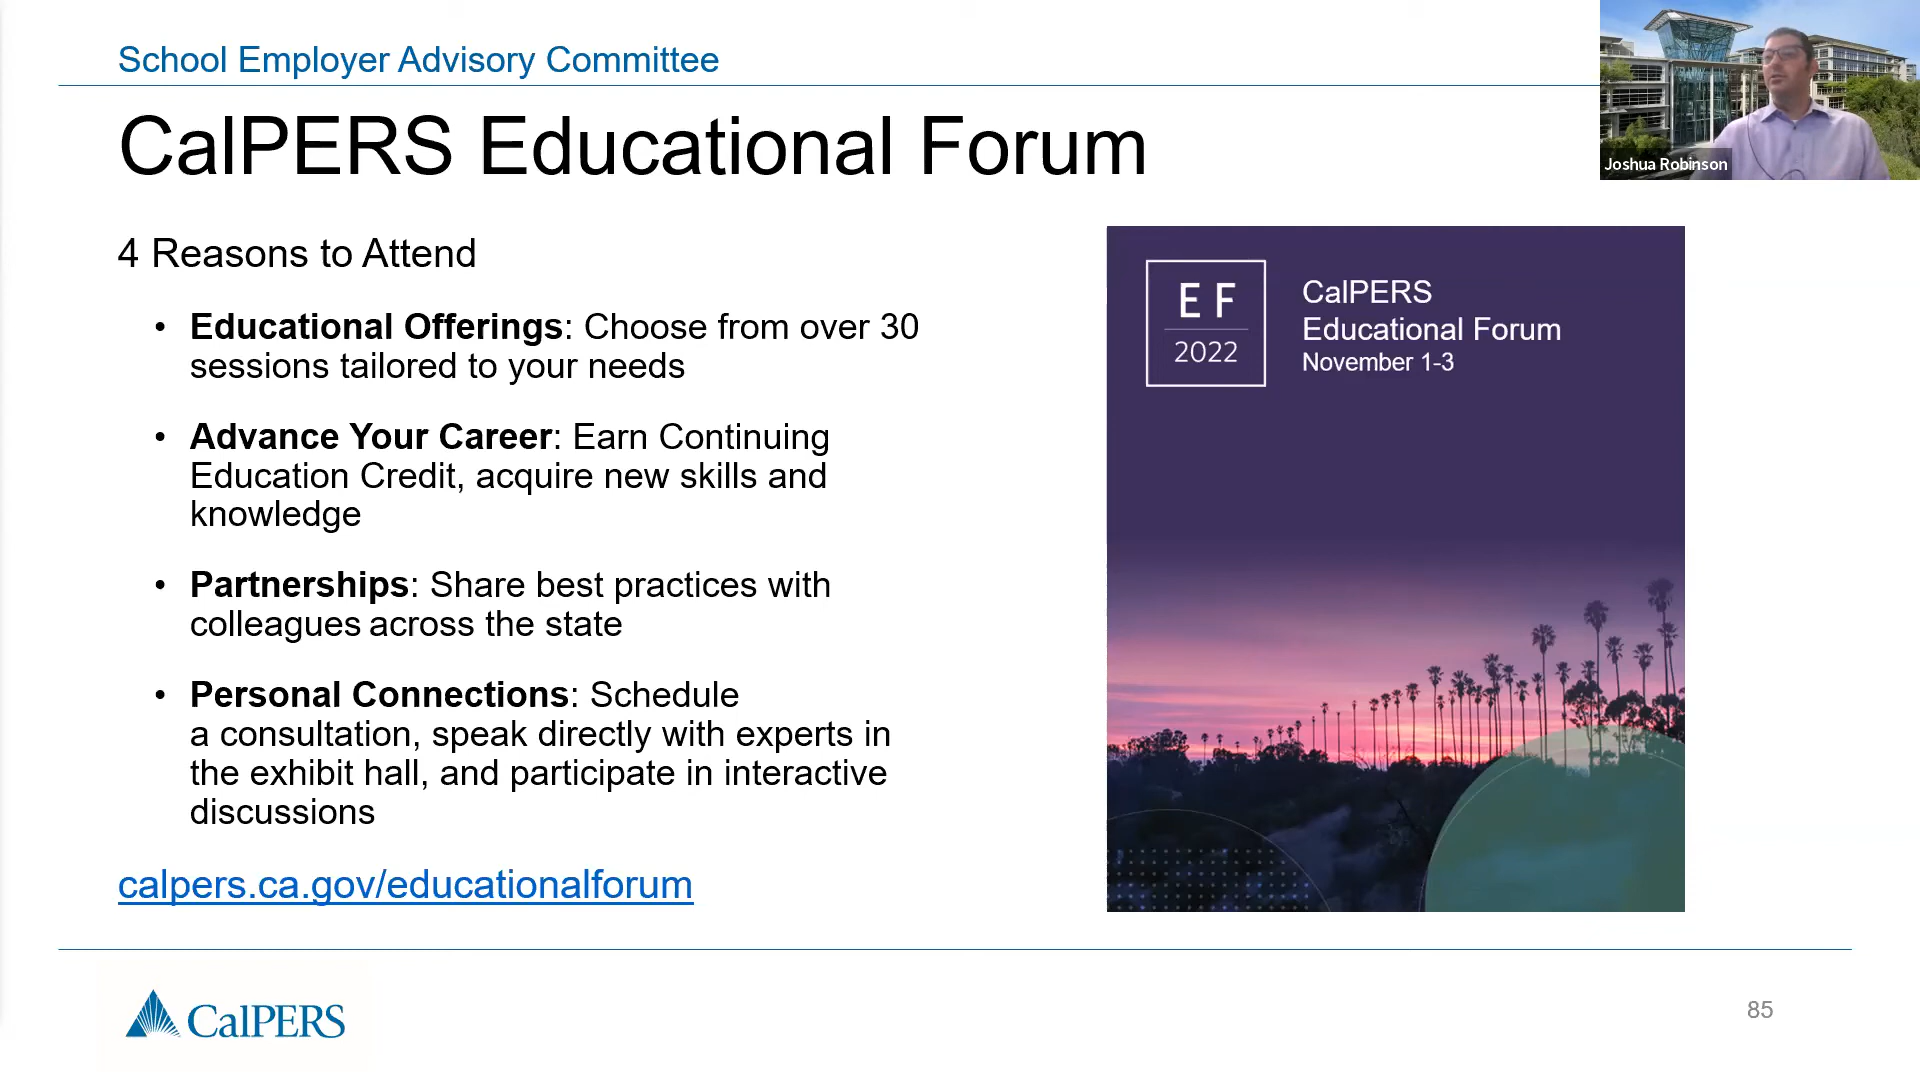 School Employer Advisory Committee
Joshua Robinson
CalPERS Educational Forum
4 Reasons to Attend
• Educational Offerings: Choose from over 30
sessions tailored to your needs
• Advance Your Career: Earn Continuing
Education Credit, acquire new skills and
knowledge
• Partnerships: Share best practices with
colleagues across the state
• Personal Connections: Schedule
a consultation, speak directly with experts in
the exhibit hall, and participate in interactive
discussions
calpers.ca.gov/educationalforum
E F
2022
CalPERS
Educational Forum
November 1-3
CalPERS
85